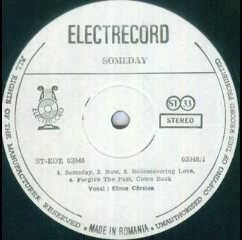 ELECTRECORD
SOMEDAY
ST-EDE 03948
03948/1
ST 33
STEREO
1. Someday, 2. Now, 3. Rediscovering Love,
4. Forgive The Past, Come Back
Vocal : Elena Cârstea
ALL RIGHTS OF THE MANUFACTURER RESERVED
• MADE IN ROMANIA •
UNAUTHORISED COPYING OF THIS RECORD PROHIBITED